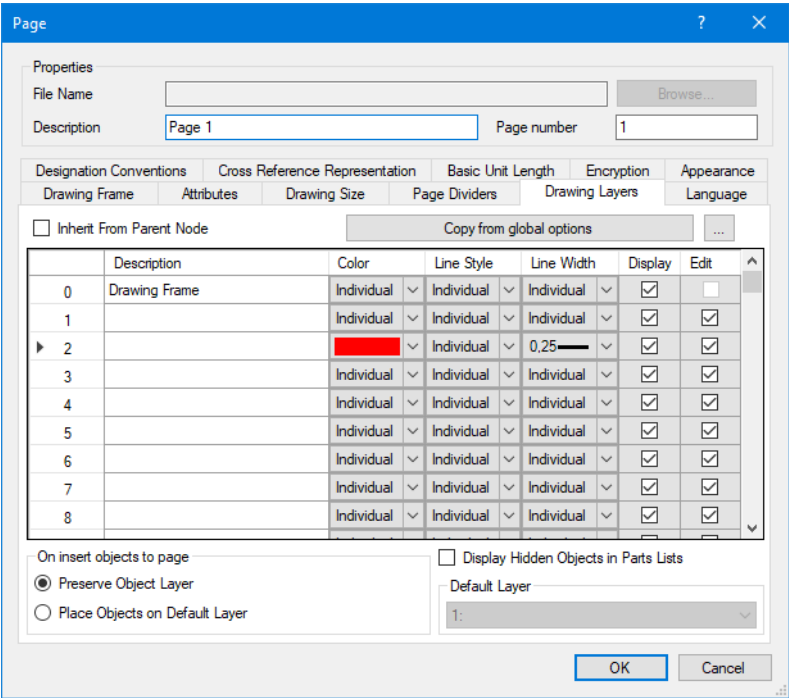 Page ?
Properties
File Name Browse...
Description Page 1 Page number 1
Designation Conventions Cross Reference Representation Basic Unit Length Encryption Appearance
Drawing Frame Attributes Drawing Size Page Dividers Drawing Layers Language
Inherit From Parent Node Copy from global options ...
Description Color Line Style Line Width Display Edit
0 Drawing Frame Individual Individual Individual
1 Individual Individual Individual
2 Individual 0,25
3 Individual Individual Individual
4 Individual Individual Individual
5 Individual Individual Individual
6 Individual Individual Individual
7 Individual Individual Individual
8 Individual Individual Individual
On insert objects to page Display Hidden Objects in Parts Lists
Preserve Object Layer Default Layer
Place Objects on Default Layer 1:
OK Cancel